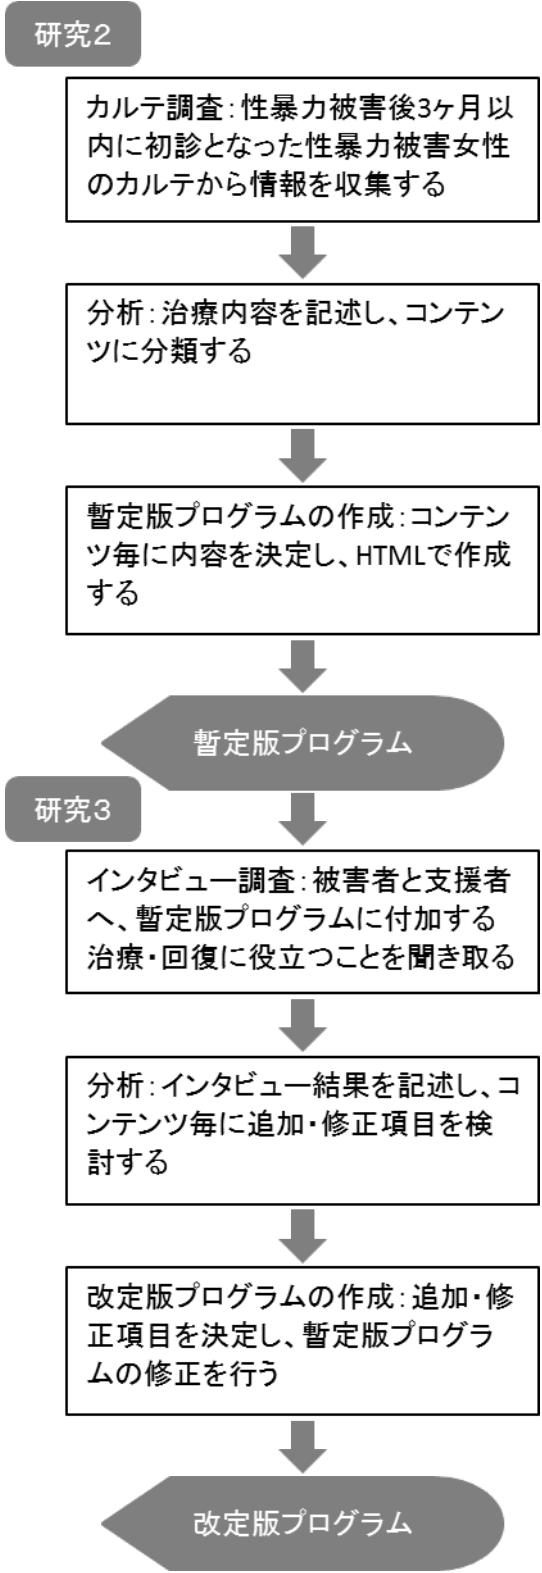 研究２
カルテ調査：性暴力被害後3ヶ月以
内に初診となった性暴力被害女性
のカルテから情報を収集する
分析：治療内容を記述し、コンテン
ツに分類する
暫定版プログラムの作成：コンテン
ツ毎に内容を決定し、HTMLで作成
する
暫定版プログラム
研究３
インタビュー調査：被害者と支援者
へ、暫定版プログラムに付加する
治療・回復に役立つことを聞き取る
分析：インタビュー結果を記述し、コ
ンテンツ毎に追加・修正項目を検
討する
改定版プログラムの作成：追加・修
正項目を決定し、暫定版プログラ
ムの修正を行う
改定版プログラム